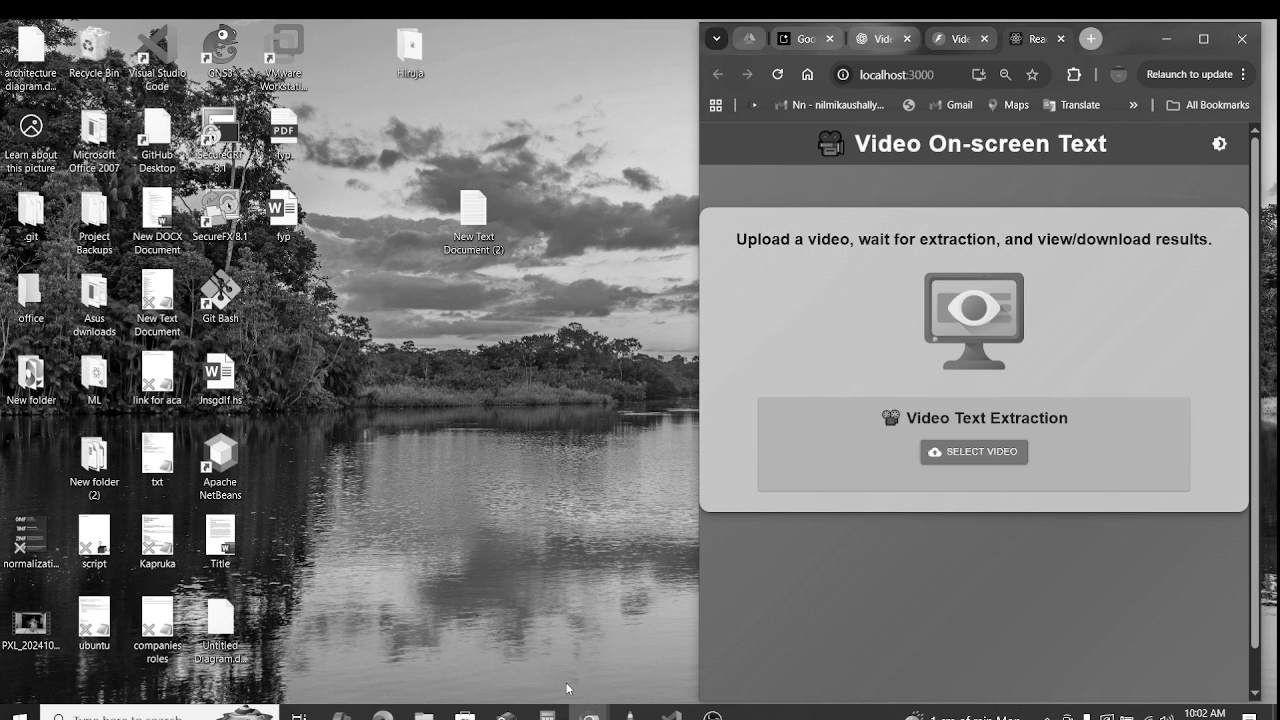 architecture
diagram.d...
Recycle Bin
Visual Studio
Code
GNS3
VMware
Workstati...
Hiruja
Learn about
this picture
Microsoft
Office 2007
GitHub
Desktop
SecureCRT
8.1
PDF
fyp
.git
Project
Backups
New DOCX
Document
SecureFX 8.1
fyp
New Text
Document (2)
office
Asus
dwnloads
New Text
Document
Git Bash
New folder
ML
link for aca
Jnsgdlf hs
New folder
(2)
txt
Apache
NetBeans
normalizati...
script
Kapruka
Title
PXL_202410...
ubuntu
companies
roles
Untitled
Diagram.d...
Goo
Vide
Vide
Rea
localhost:3000
Relaunch to update
Nn - nilmikaushally...
Gmail
Maps
Translate
All Bookmarks
Video On-screen Text
Upload a video, wait for extraction, and view/download results.
Video Text Extraction
SELECT VIDEO
Type here to search
10:02 AM